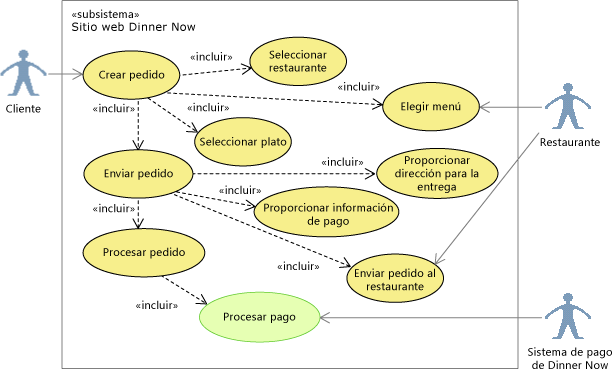 «subsistema»
Sitio web Dinner Now
«incluir»
Seleccionar
restaurante
Crear pedido
Cliente
«incluir»
«incluir»
«incluir»
Elegir menú
Restaurante
Seleccionar plato
«incluir»
Proporcionar
dirección para la
entrega
Enviar pedido
«incluir»
«incluir»
Proporcionar información
de pago
Procesar pedido
«incluir»
Enviar pedido al
restaurante
«incluir»
Procesar pago
Sistema de pago
de Dinner Now